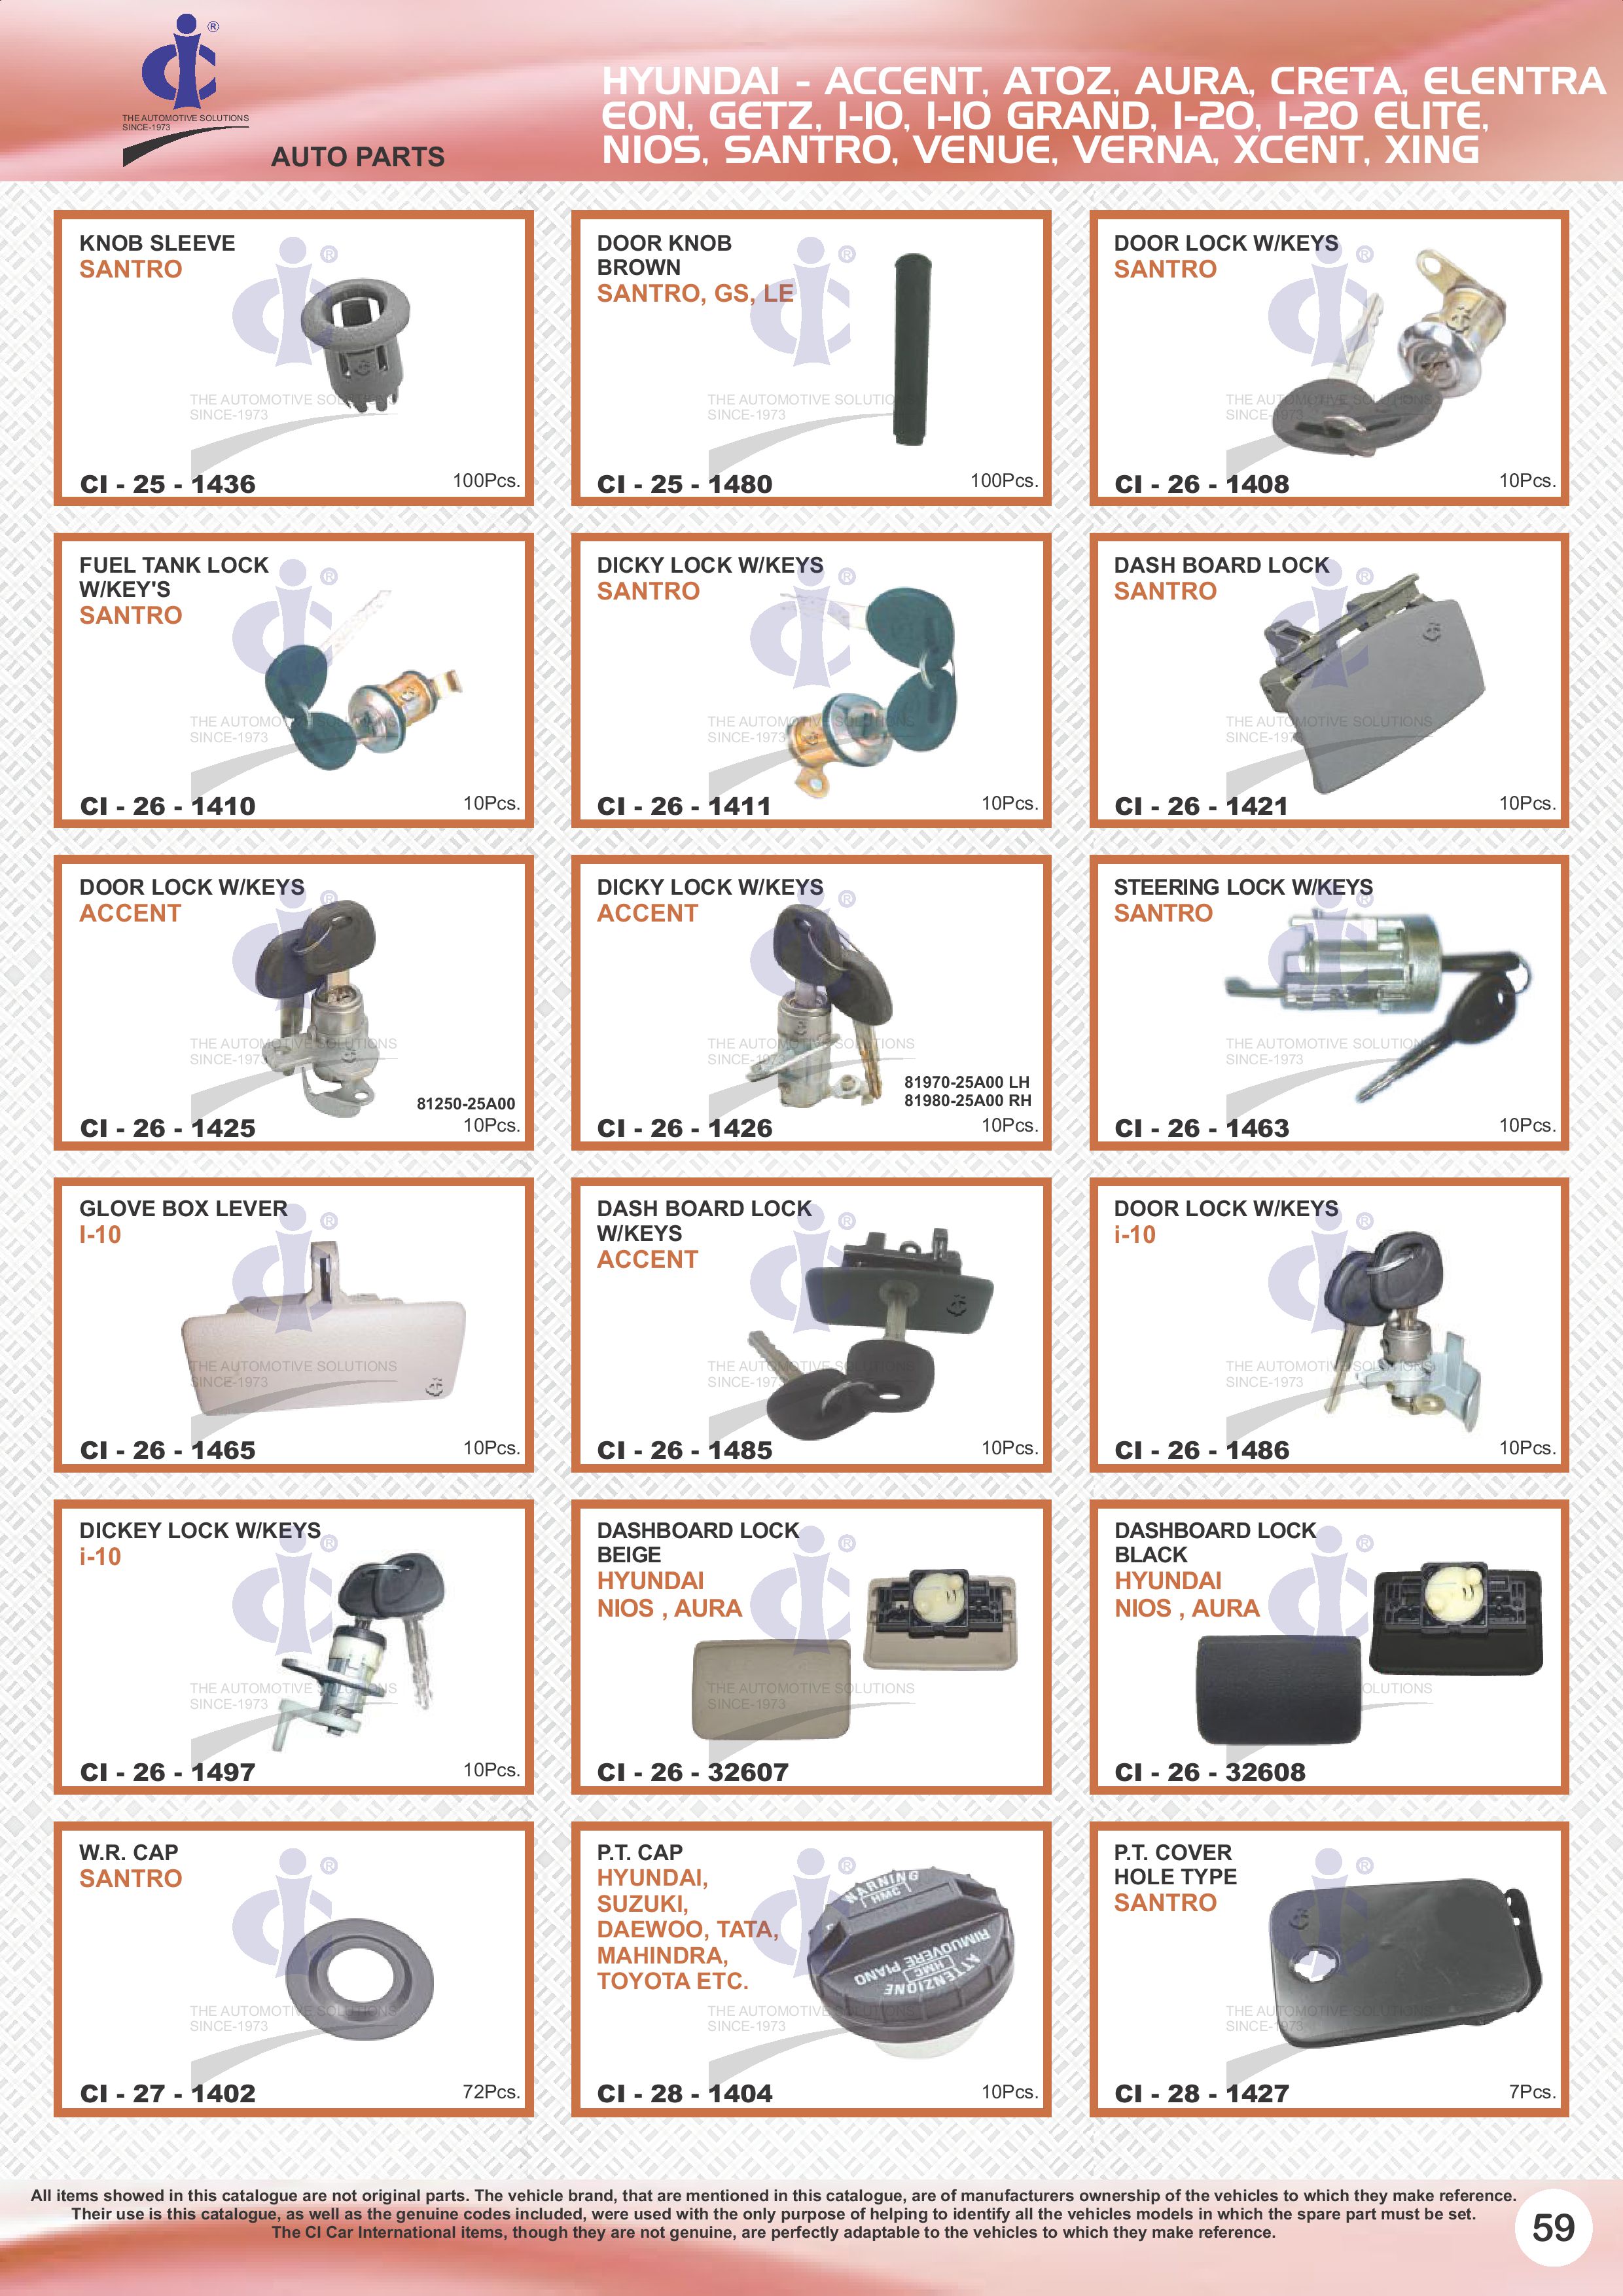 ®
THE AUTOMOTIVE SOLUTIONS
SINCE-1973
AUTO PARTS
HYUNDAI - ACCENT, ATOZ, AURA, CRETA, ELENTRA
EON, GETZ, I-10, I-10 GRAND, I-20, I-20 ELITE,
NIOS, SANTRO, VENUE, VERNA, XCENT, XING
KNOB SLEEVE
SANTRO
CI - 25 - 1436
100Pcs.
DOOR KNOB
BROWN
SANTRO, GS, LE
CI - 25 - 1480
100Pcs.
DOOR LOCK W/KEYS
SANTRO
CI - 26 - 1408
10Pcs.
FUEL TANK LOCK
W/KEY'S
SANTRO
CI - 26 - 1410
10Pcs.
DICKY LOCK W/KEYS
SANTRO
CI - 26 - 1411
10Pcs.
DASH BOARD LOCK
SANTRO
CI - 26 - 1421
10Pcs.
DOOR LOCK W/KEYS
ACCENT
81250-25A00
CI - 26 - 1425
10Pcs.
DICKY LOCK W/KEYS
ACCENT
81970-25A00 LH
81980-25A00 RH
CI - 26 - 1426
10Pcs.
STEERING LOCK W/KEYS
SANTRO
CI - 26 - 1463
10Pcs.
GLOVE BOX LEVER
I-10
CI - 26 - 1465
10Pcs.
DASH BOARD LOCK
W/KEYS
ACCENT
CI - 26 - 1485
10Pcs.
DOOR LOCK W/KEYS
i-10
CI - 26 - 1486
10Pcs.
DICKEY LOCK W/KEYS
i-10
CI - 26 - 1497
10Pcs.
DASHBOARD LOCK
BEIGE
HYUNDAI
NIOS , AURA
CI - 26 - 32607
DASHBOARD LOCK
BLACK
HYUNDAI
NIOS , AURA
CI - 26 - 32608
W.R. CAP
SANTRO
CI - 27 - 1402
72Pcs.
P.T. CAP
HYUNDAI,
SUZUKI,
DAEWOO, TATA,
MAHINDRA,
TOYOTA ETC.
WARNING
HMC
ATTENZIONE
HMC
RIMUOVERE PIANO
CI - 28 - 1404
10Pcs.
P.T. COVER
HOLE TYPE
SANTRO
CI - 28 - 1427
7Pcs.
All items showed in this catalogue are not original parts. The vehicle brand, that are mentioned in this catalogue, are of manufacturers ownership of the vehicles to which they make reference.
Their use is this catalogue, as well as the genuine codes included, were used with the only purpose of helping to identify all the vehicles models in which the spare part must be set.
The CI Car International items, though they are not genuine, are perfectly adaptable to the vehicles to which they make reference.
59